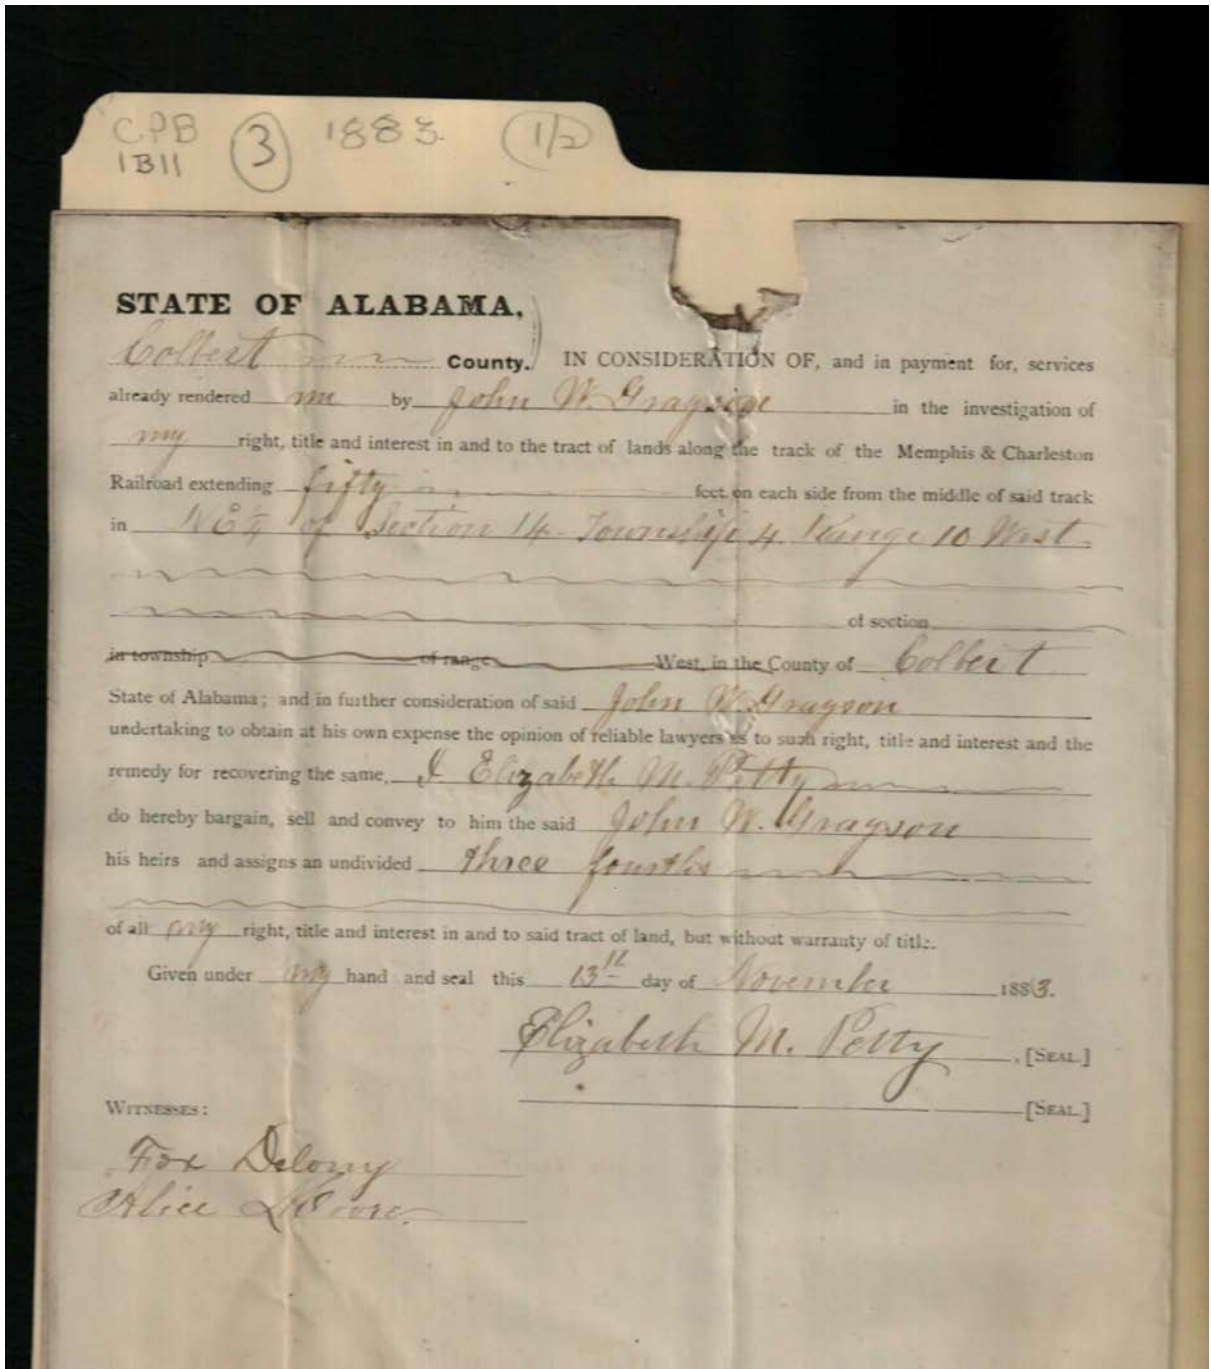 CPB 3 1883. 1/2
1B11
STATE OF ALABAMA,
Colbert County. IN CONSIDERATION OF, and in payment for, services
already rendered me by John W. Grayson in the investigation of
my right, title and interest in and to the tract of lands along the track of the Memphis & Charleston
Railroad extending fifty feet on each side from the middle of said track
in NE¼ of Section 14 Township 4 Range 10 West
of section
in township of range West, in the County of Colbert
State of Alabama; and in further consideration of said John W. Grayson
undertaking to obtain at his own expense the opinion of reliable lawyers as to such right, title and interest and the
remedy for recovering the same, I Elizabeth M. Petty
do hereby bargain, sell and convey to him the said John W. Grayson
his heirs and assigns an undivided three fourths
of all my right, title and interest in and to said tract of land, but without warranty of title.
Given under my hand and seal this 13th day of November 1883.
Elizabeth M. Petty, [SEAL.]
[SEAL.]
WITNESSES:
Fox Delony
Alice Moore.